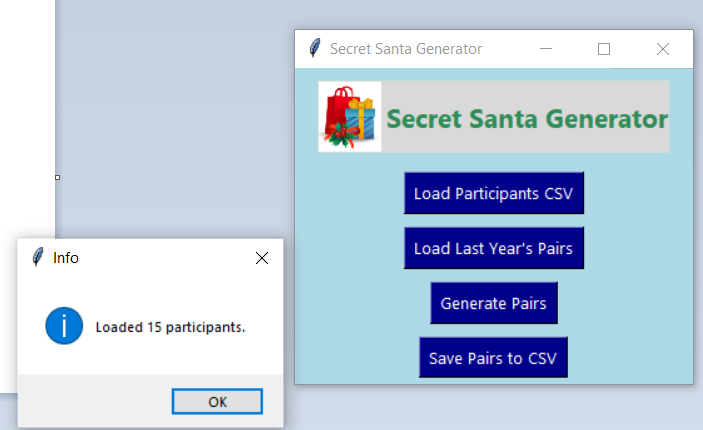 Secret Santa Generator
Secret Santa Generator
Load Participants CSV
Load Last Year's Pairs
Generate Pairs
Save Pairs to CSV
Info
Loaded 15 participants.
OK